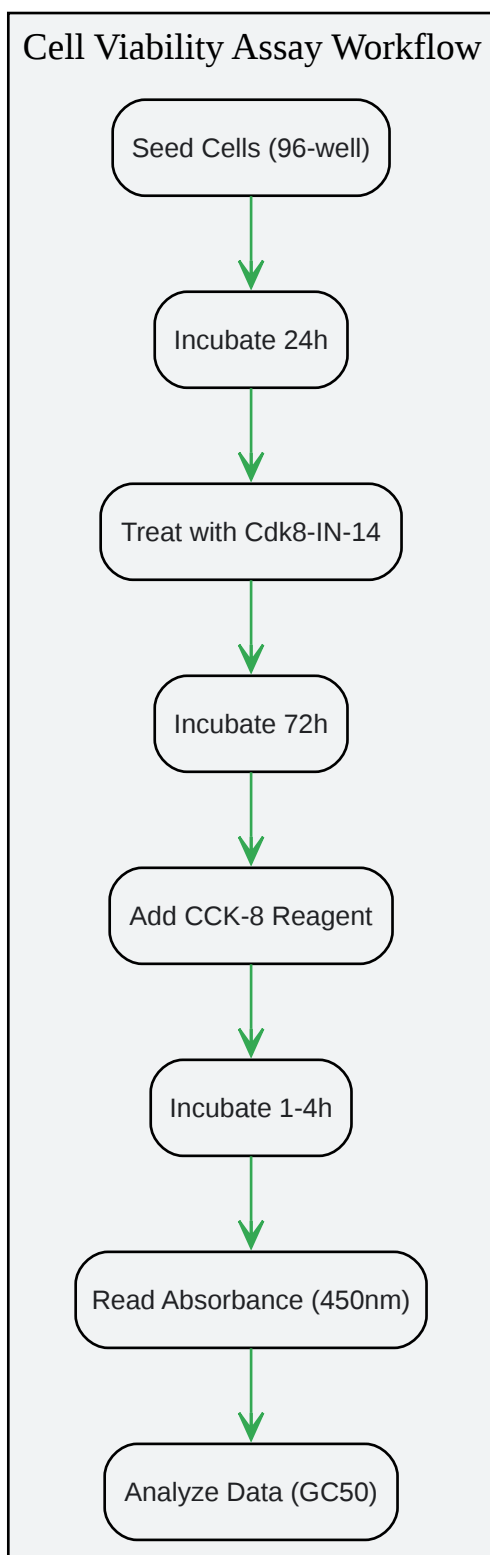 Cell Viability Assay Workflow
Seed Cells (96-well)
Incubate 24h
Treat with Cdk8-IN-14
Incubate 72h
Add CCK-8 Reagent
Incubate 1-4h
Read Absorbance (450nm)
Analyze Data (GC50)